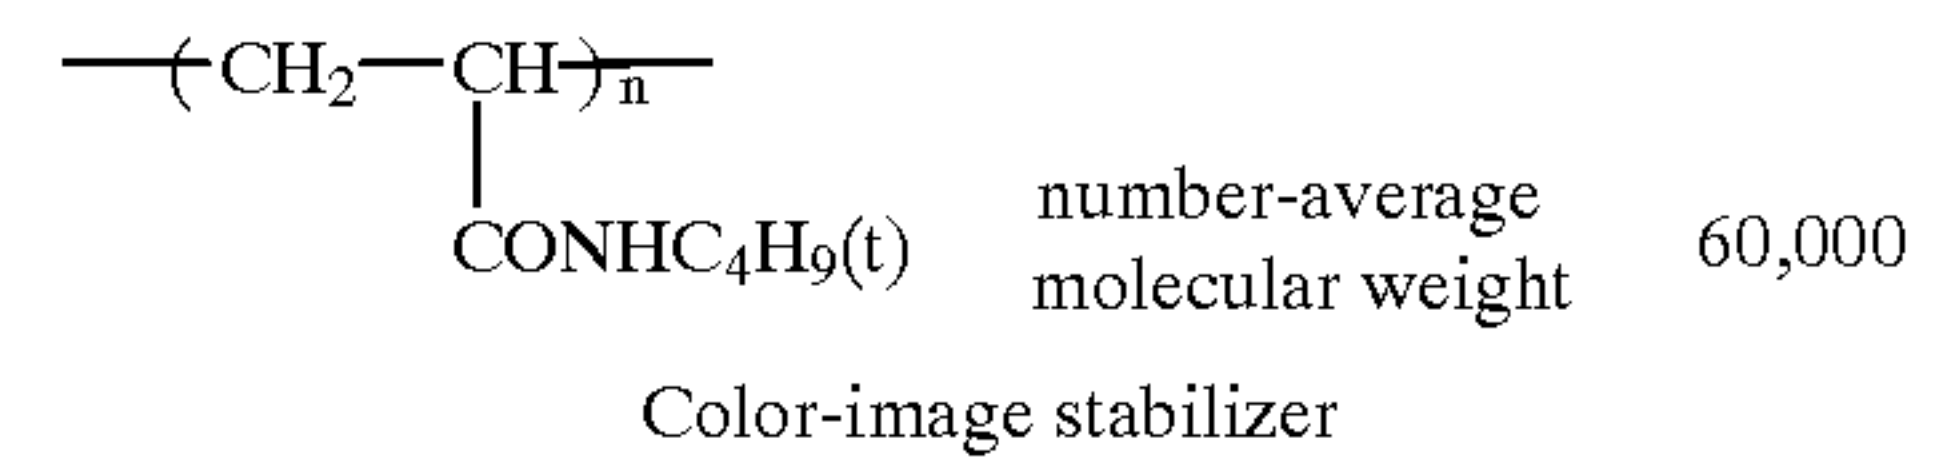 —(CH₂—CH)n—
CONHC₄H₉(t)
number-average
molecular weight
60,000
Color-image stabilizer